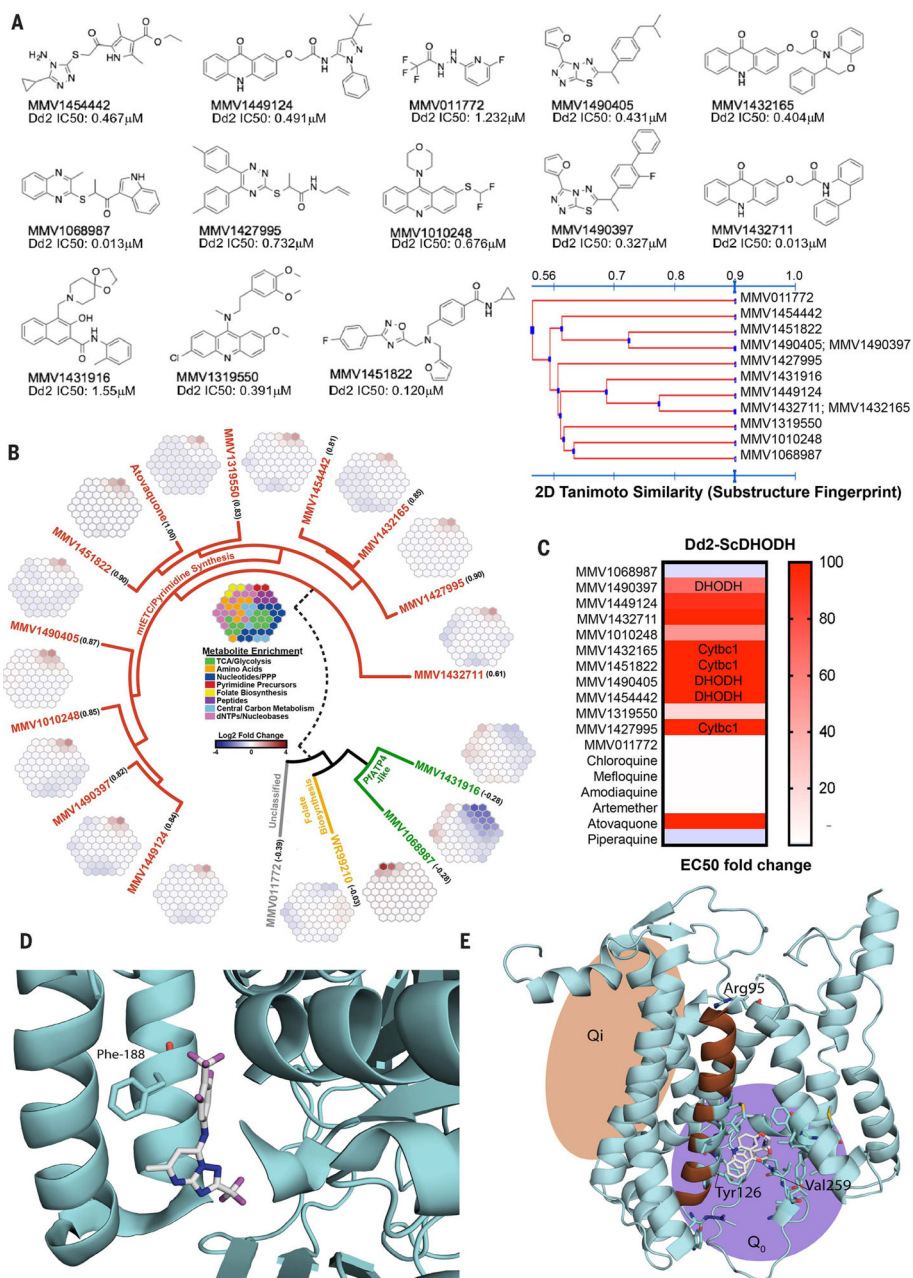 A
MMV1454442
Dd2 IC50: 0.467µM
MMV1449124
Dd2 IC50: 0.491µM
MMV011772
Dd2 IC50: 1.232µM
MMV1490405
Dd2 IC50: 0.431µM
MMV1432165
Dd2 IC50: 0.404µM
MMV1068987
Dd2 IC50: 0.013µM
MMV1427995
Dd2 IC50: 0.732µM
MMV1010248
Dd2 IC50: 0.676µM
MMV1490397
Dd2 IC50: 0.327µM
MMV1432711
Dd2 IC50: 0.013µM
MMV1431916
Dd2 IC50: 1.55µM
MMV1319550
Dd2 IC50: 0.391µM
MMV1451822
Dd2 IC50: 0.120µM
0.56 0.7 0.8 0.9 1.0
MMV011772
MMV1454442
MMV1451822
MMV1490405; MMV1490397
MMV1427995
MMV1431916
MMV1449124
MMV1432711; MMV1432165
MMV1319550
MMV1010248
MMV1068987
2D Tanimoto Similarity (Substructure Fingerprint)
B
mtETC/Pyrimidine Synthesis
MMV1432711 (0.61)
MMV1427995 (0.90)
MMV1432165 (0.85)
MMV1454442 (0.81)
MMV1319550 (0.83)
Atovaquone (1.00)
MMV1451822 (0.90)
MMV1490405 (0.87)
MMV1010248 (0.85)
MMV1490397 (0.82)
MMV1449124 (0.84)
Metabolite Enrichment
TCA/Glycolysis
Amino Acids
Nucleotides/PPP
Pyrimidine Precursors
Folate Biosynthesis
Peptides
Central Carbon Metabolism
dNTPs/Nucleobases
Log2 Fold Change
-4 0 4
Unclassified
MMV011772 (-0.39)
Folate
Biosynthesis
WR99210 (-0.03)
PfATP4
-like
MMV1068987 (-0.28)
MMV1431916 (-0.28)
C
Dd2-ScDHODH
MMV1068987
MMV1490397 DHODH
MMV1449124
MMV1432711
MMV1010248
MMV1432165 Cytbc1
MMV1451822 Cytbc1
MMV1490405 DHODH
MMV1454442 DHODH
MMV1319550
MMV1427995 Cytbc1
MMV011772
Chloroquine
Mefloquine
Amodiaquine
Artemether
Atovaquone
Piperaquine
100
80
60
40
20
EC50 fold change
D
Phe-188
E
Qi
Arg95
Tyr126
Val259
Q0